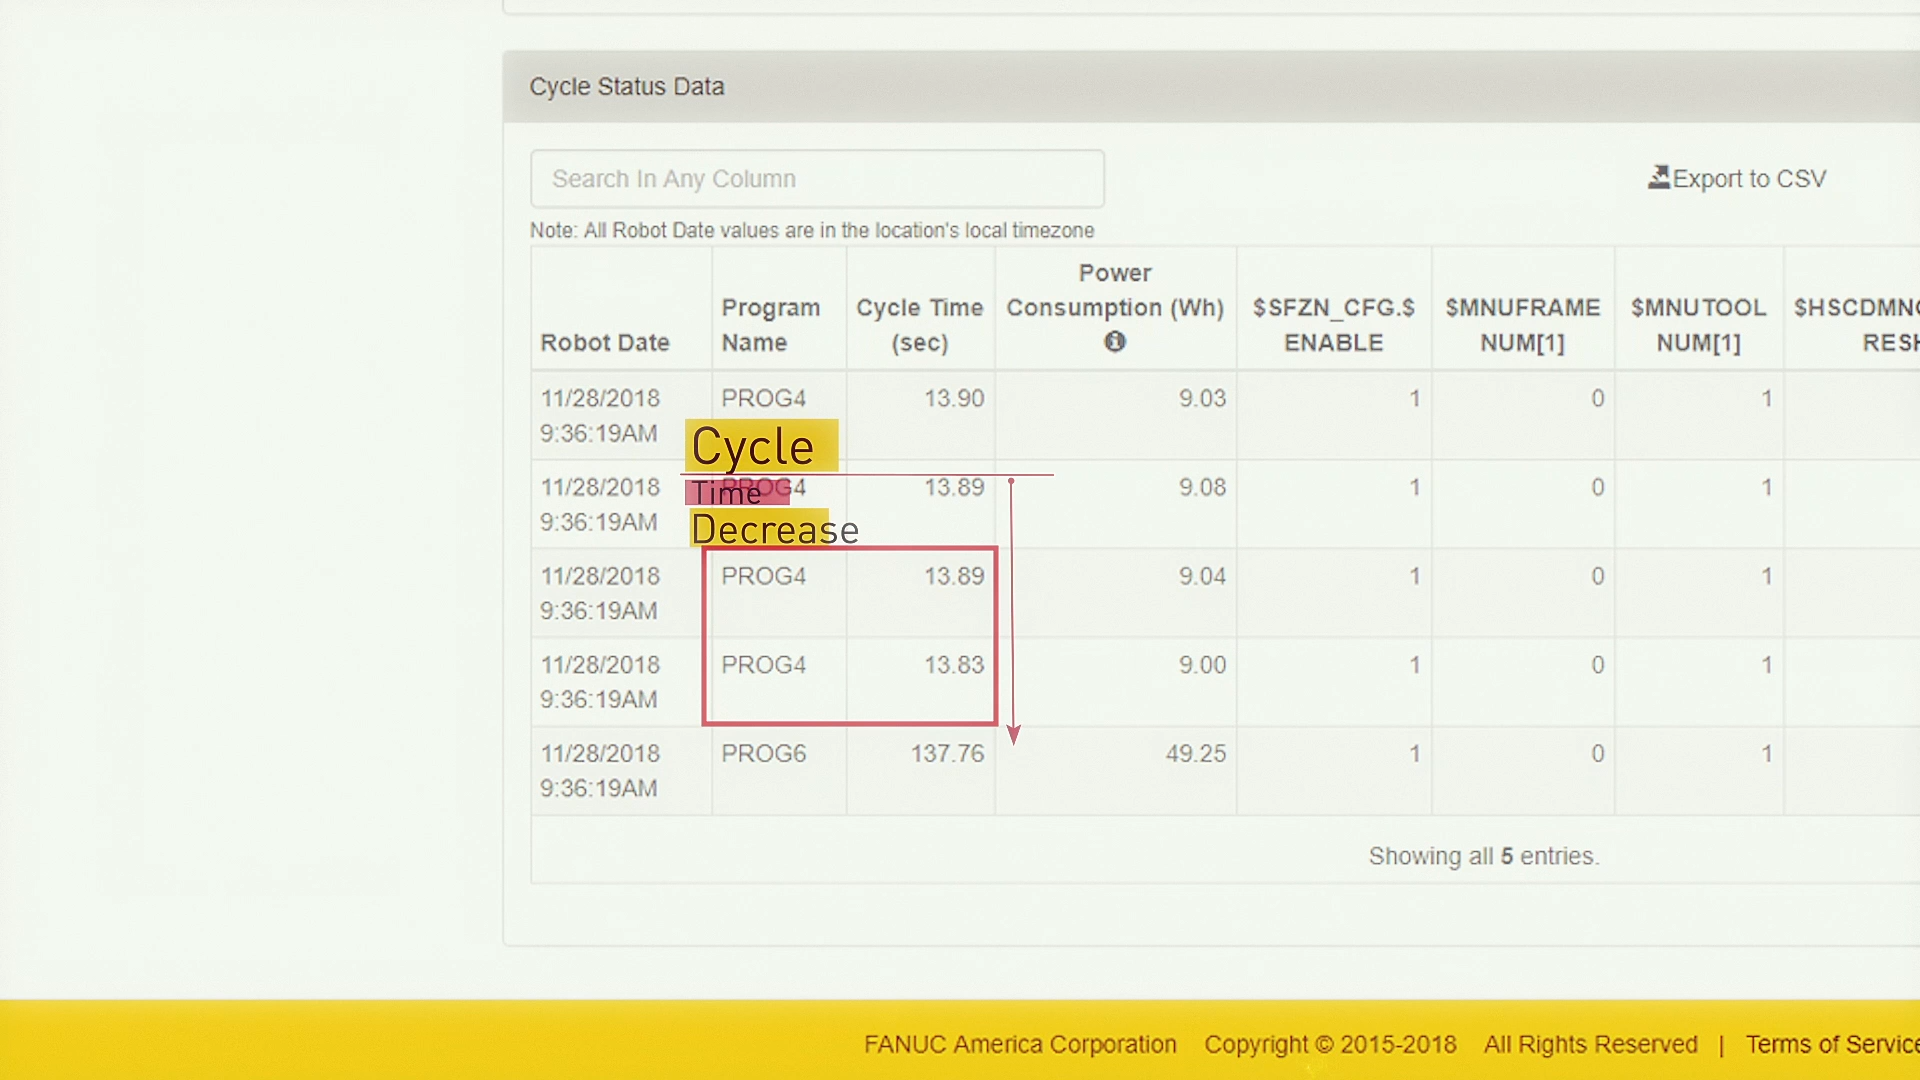 Cycle Status Data
Search In Any Column
Export to CSV
Note: All Robot Date values are in the location's local timezone
Robot Date Program Name Cycle Time (sec) Power Consumption (Wh) $SFZN_CFG.$ ENABLE $MNUFRAME NUM[1] $MNUTOOL NUM[1]
11/28/2018 9:36:19AM PROG4 13.90 9.03 1 0 1
Cycle
Time
Decrease
11/28/2018 9:36:19AM PROG4 13.89 9.08 1 0 1
11/28/2018 9:36:19AM PROG4 13.89 9.04 1 0 1
11/28/2018 9:36:19AM PROG4 13.83 9.00 1 0 1
11/28/2018 9:36:19AM PROG6 137.76 49.25 1 0 1
Showing all 5 entries.
FANUC America Corporation Copyright © 2015-2018 All Rights Reserved | Terms of Service